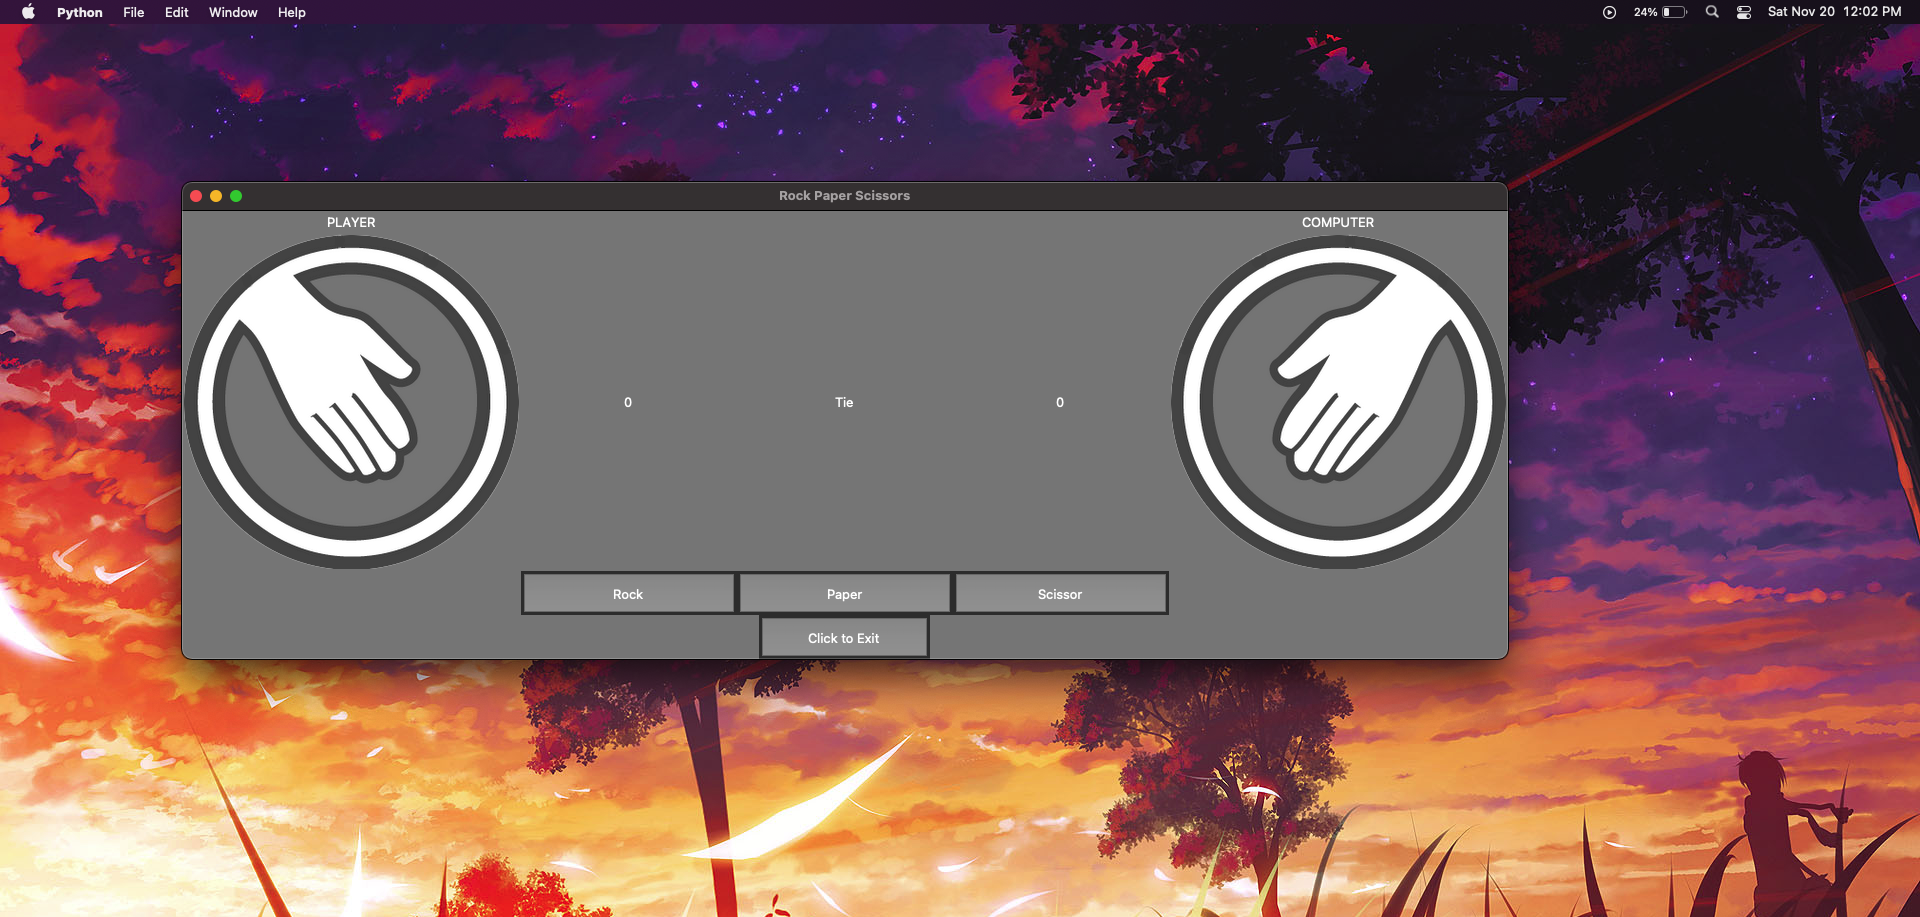 Python File Edit Window Help 24% Sat Nov 20 12:02 PM
Rock Paper Scissors
PLAYER COMPUTER
0 Tie 0
Rock Paper Scissor
Click to Exit